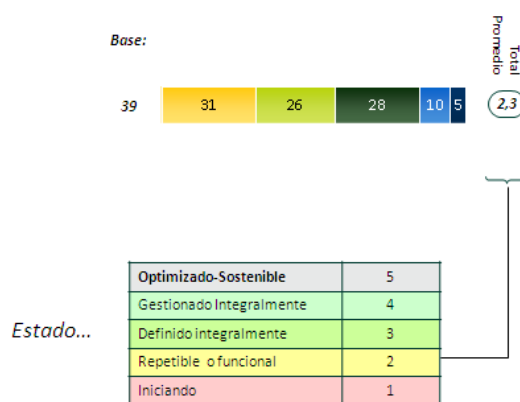 Base:
Total
Promedio
39
31
26
28
10
5
2,3
Optimizado-Sostenible 5
Gestionado Integralmente 4
Estado...
Definido integralmente 3
Repetible o funcional 2
Iniciando 1